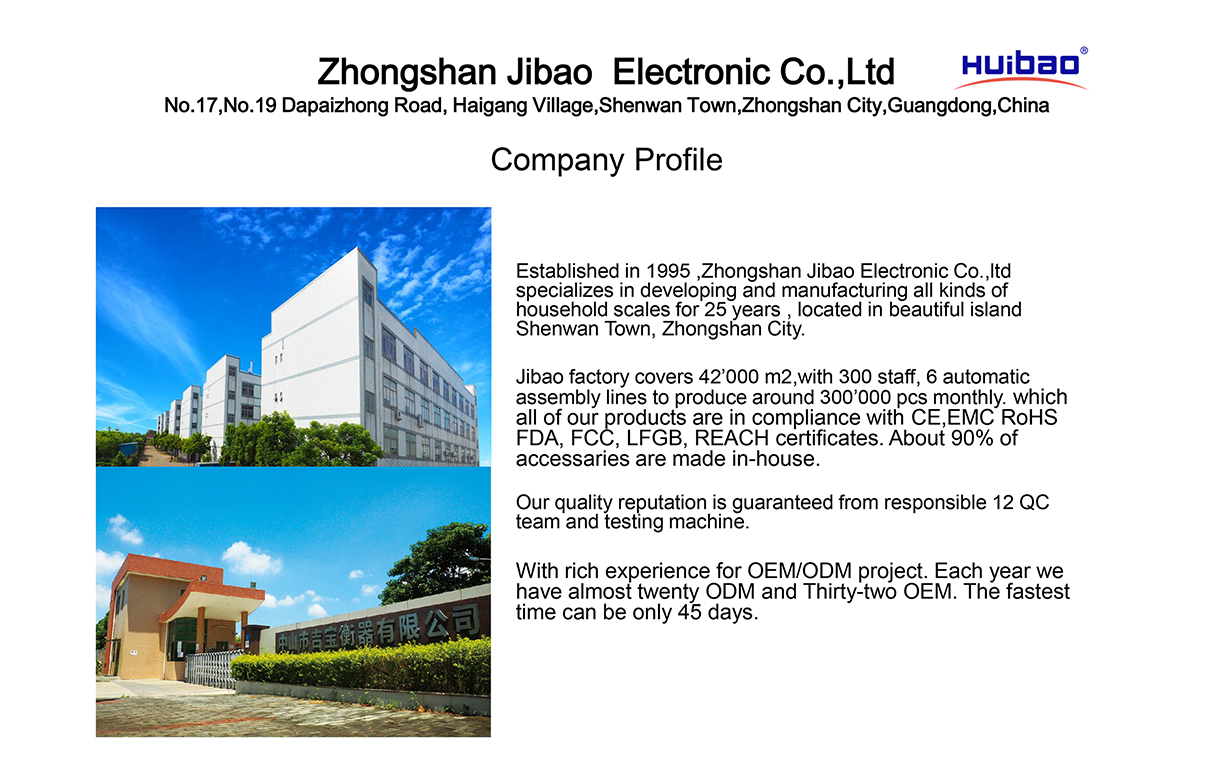 Zhongshan Jibao Electronic Co.,Ltd
HUibao®
No.17,No.19 Dapaizhong Road, Haigang Village,Shenwan Town,Zhongshan City,Guangdong,China
Company Profile
Established in 1995 ,Zhongshan Jibao Electronic Co.,ltd
specializes in developing and manufacturing all kinds of
household scales for 25 years , located in beautiful island
Shenwan Town, Zhongshan City.
Jibao factory covers 42’000 m2,with 300 staff, 6 automatic
assembly lines to produce around 300’000 pcs monthly. which
all of our products are in compliance with CE,EMC RoHS
FDA, FCC, LFGB, REACH certificates. About 90% of
accessaries are made in-house.
Our quality reputation is guaranteed from responsible 12 QC
team and testing machine.
With rich experience for OEM/ODM project. Each year we
have almost twenty ODM and Thirty-two OEM. The fastest
time can be only 45 days.
中山市吉宝衡器有限公司